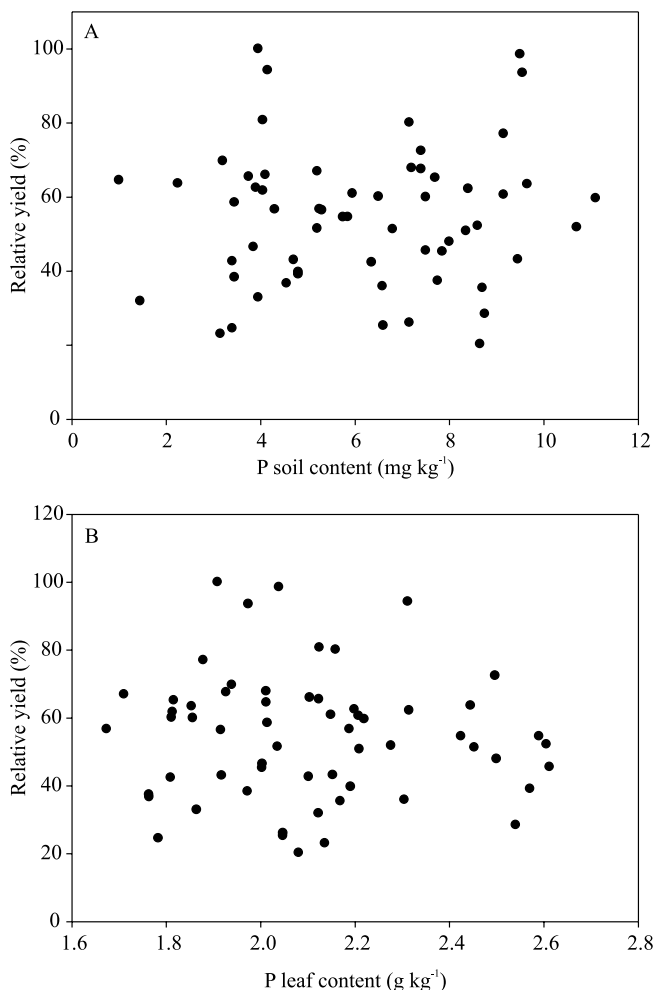 A
100
80
60
40
0
0 2 4 6 8 10 12
Relative yield (%)
P soil content (mg kg⁻¹)
B
120
100
80
60
40
20
0
1.6 1.8 2.0 2.2 2.4 2.6 2.8
Relative yield (%)
P leaf content (g kg⁻¹)